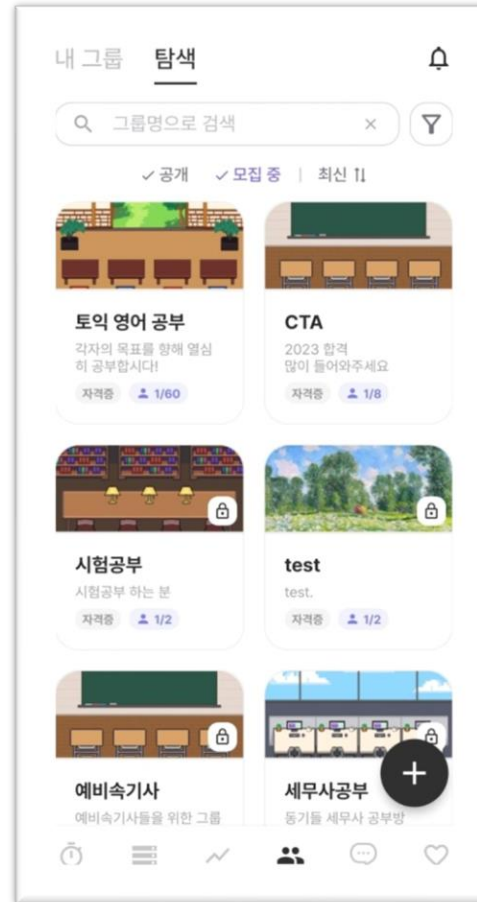 내 그룹 탐색
그룹명으로 검색
공개 모집 중 최신
토익 영어 공부
각자의 목표를 향해 열심
히 공부합시다!
자격증 1/60
CTA
2023 합격
많이 들어와주세요
자격증 1/8
시험공부
시험공부 하는 분
자격증 1/2
test
test.
자격증 1/2
예비속기사
예비속기사들을 위한 그룹
세무사공부
동기들 세무사 공부방